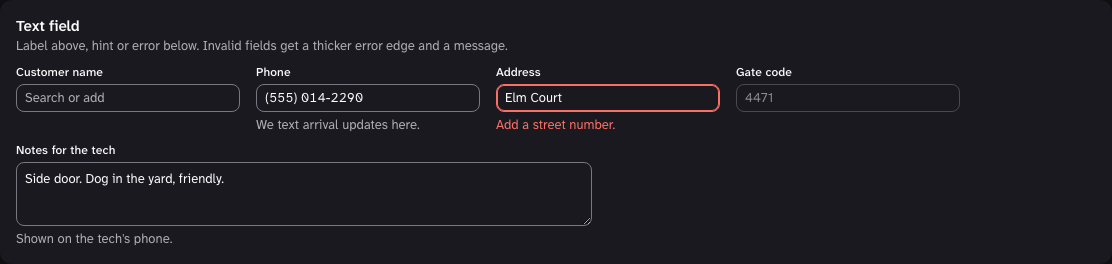 Text field
Label above, hint or error below. Invalid fields get a thicker error edge and a message.
Customer name
Search or add
Phone
(555) 014-2290
We text arrival updates here.
Address
Elm Court
Add a street number.
Gate code
4471
Notes for the tech
Side door. Dog in the yard, friendly.
Shown on the tech's phone.